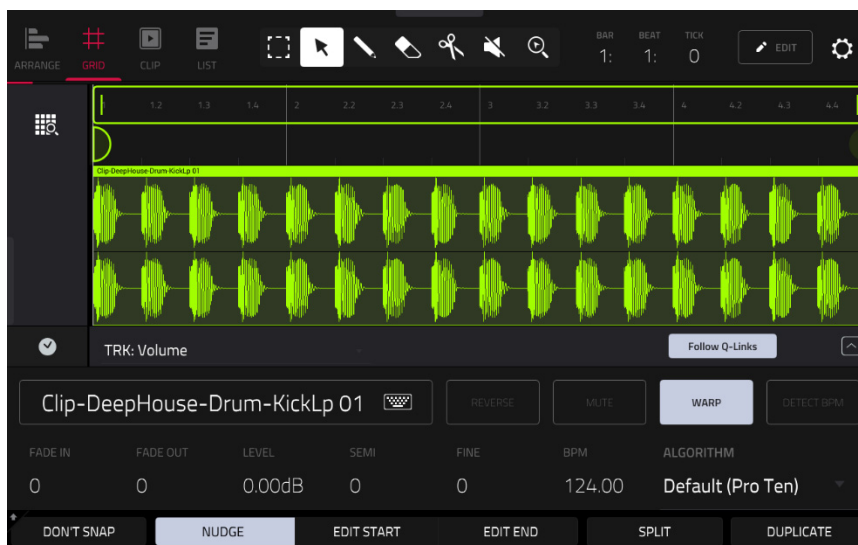 BAR BEAT TICK
ARRANGE GRID CLIP LIST 1: 1: 0 EDIT
1.2 1.3 1.4 2 2.2 2.3 2.4 3 3.2 3.3 3.4 4 4.2 4.3 4.4
Clip-DeepHouse-Drum-KickLp 01
TRK: Volume Follow Q-Links
Clip-DeepHouse-Drum-KickLp 01 REVERSE MUTE WARP DETECT BPM
FADE IN FADE OUT LEVEL SEMI FINE BPM ALGORITHM
0 0 0.00dB 0 0 124.00 Default (Pro Ten)
DON'T SNAP NUDGE EDIT START EDIT END SPLIT DUPLICATE